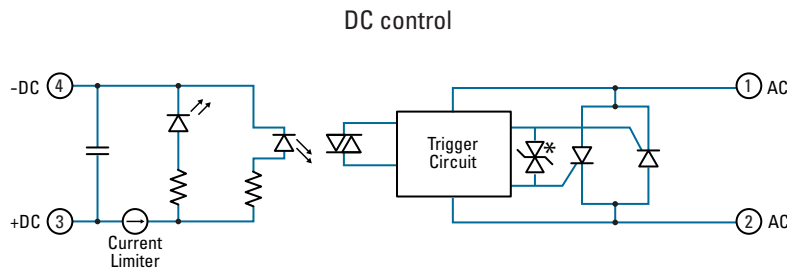 DC control
-DC 4
1 AC
Trigger
Circuit
*
+DC 3
2 AC
Current
Limiter